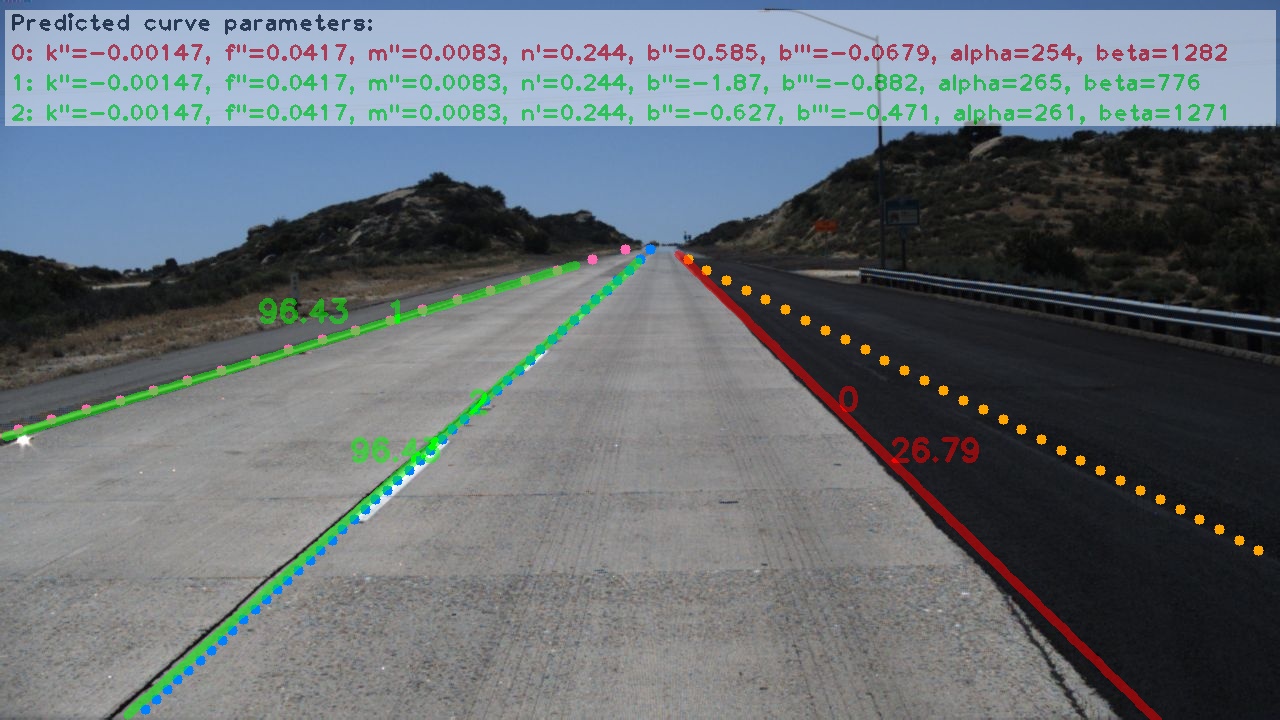 Predicted curve parameters:
0: k''=-0.00147, f''=0.0417, m''=0.0083, n'=0.244, b''=0.585, b'''=-0.0679, alpha=254, beta=1282
1: k''=-0.00147, f''=0.0417, m''=0.0083, n'=0.244, b''=-1.87, b'''=-0.882, alpha=265, beta=776
2: k''=-0.00147, f''=0.0417, m''=0.0083, n'=0.244, b''=-0.627, b'''=-0.471, alpha=261, beta=1271
96.43 1
2
0
96.43
26.79